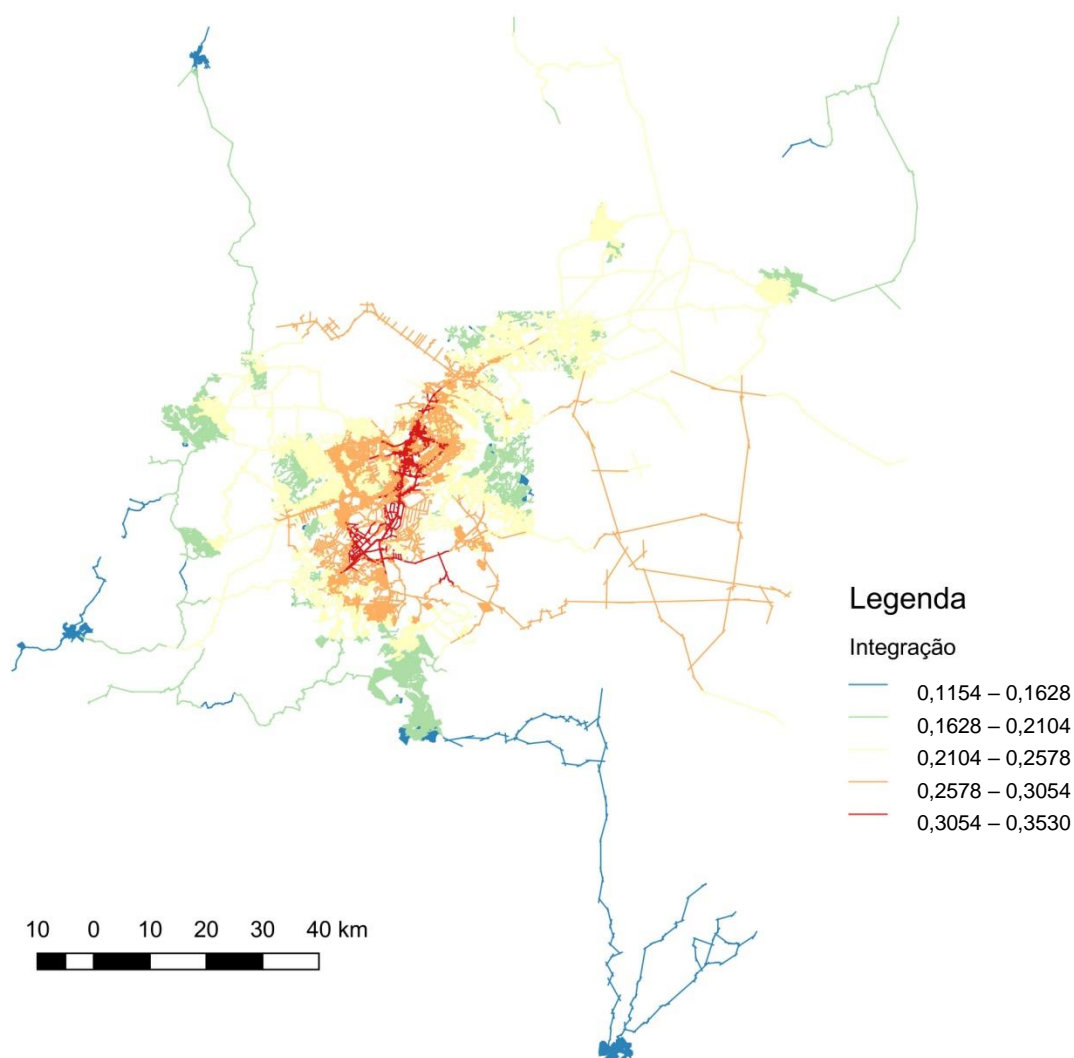 Legenda
Integração
0,1154 – 0,1628
0,1628 – 0,2104
0,2104 – 0,2578
0,2578 – 0,3054
0,3054 – 0,3530
10 0 10 20 30 40 km